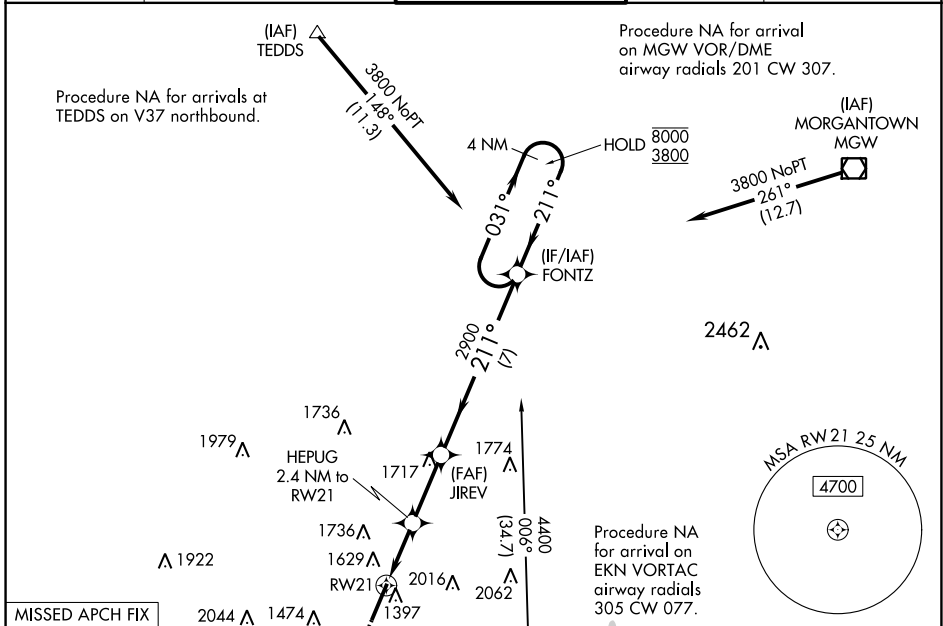 (IAF)
TEDDS
Procedure NA for arrival
on MGW VOR/DME
airway radials 201 CW 307.
3800 NoPT
148°
(11.3)
Procedure NA for arrivals at
TEDDS on V37 northbound.
(IAF)
MORGANTOWN
MGW
4 NM
HOLD
8000
3800
3800 NoPT
261°
(12.7)
031°
211°
(IF/IAF)
FONTZ
2900
211°
(7)
2462
1736
1979
HEPUG
2.4 NM to
RW21
1717
(FAF)
JIREV
1774
MSA RW21 25 NM
4700
4400
006°
(34.7)
1736
Procedure NA
for arrival on
EKN VORTAC
airway radials
305 CW 077.
1922
1629
RW21
2016
2062
1397
MISSED APCH FIX
2044
1474